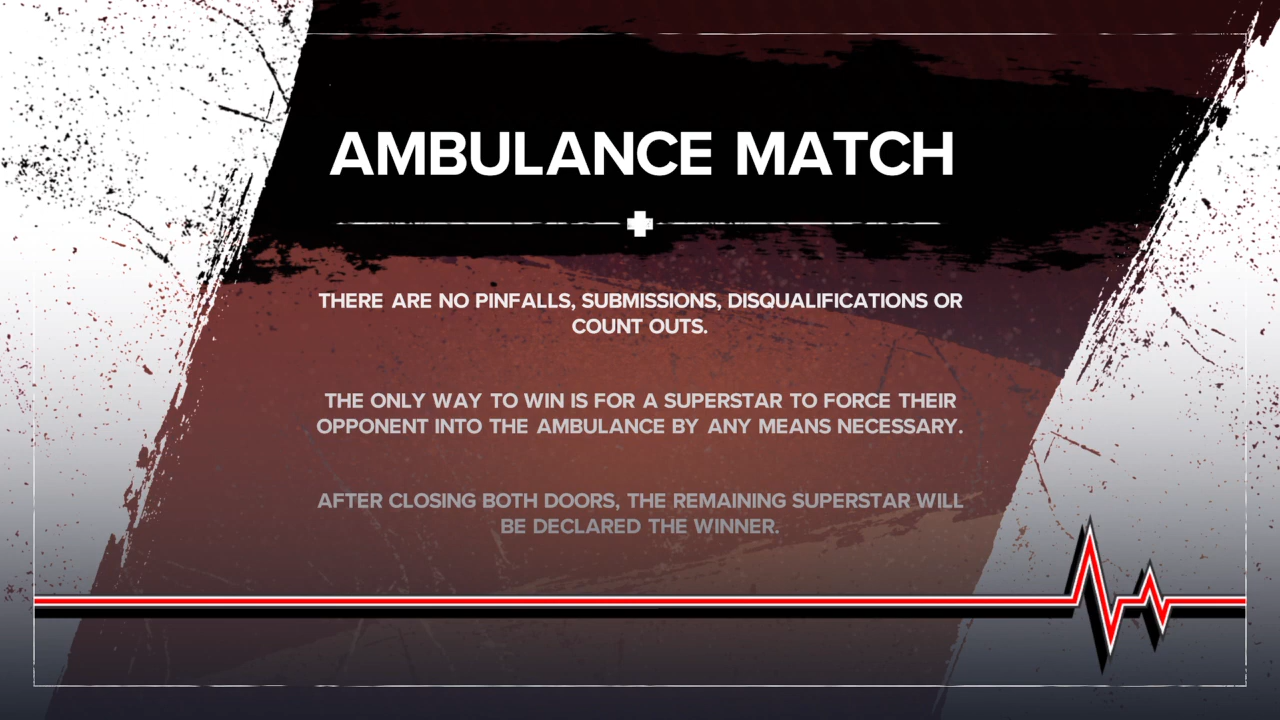 AMBULANCE MATCH
THERE ARE NO PINFALLS, SUBMISSIONS, DISQUALIFICATIONS OR
COUNT OUTS.
THE ONLY WAY TO WIN IS FOR A SUPERSTAR TO FORCE THEIR
OPPONENT INTO THE AMBULANCE BY ANY MEANS NECESSARY.
AFTER CLOSING BOTH DOORS, THE REMAINING SUPERSTAR WILL
BE DECLARED THE WINNER.